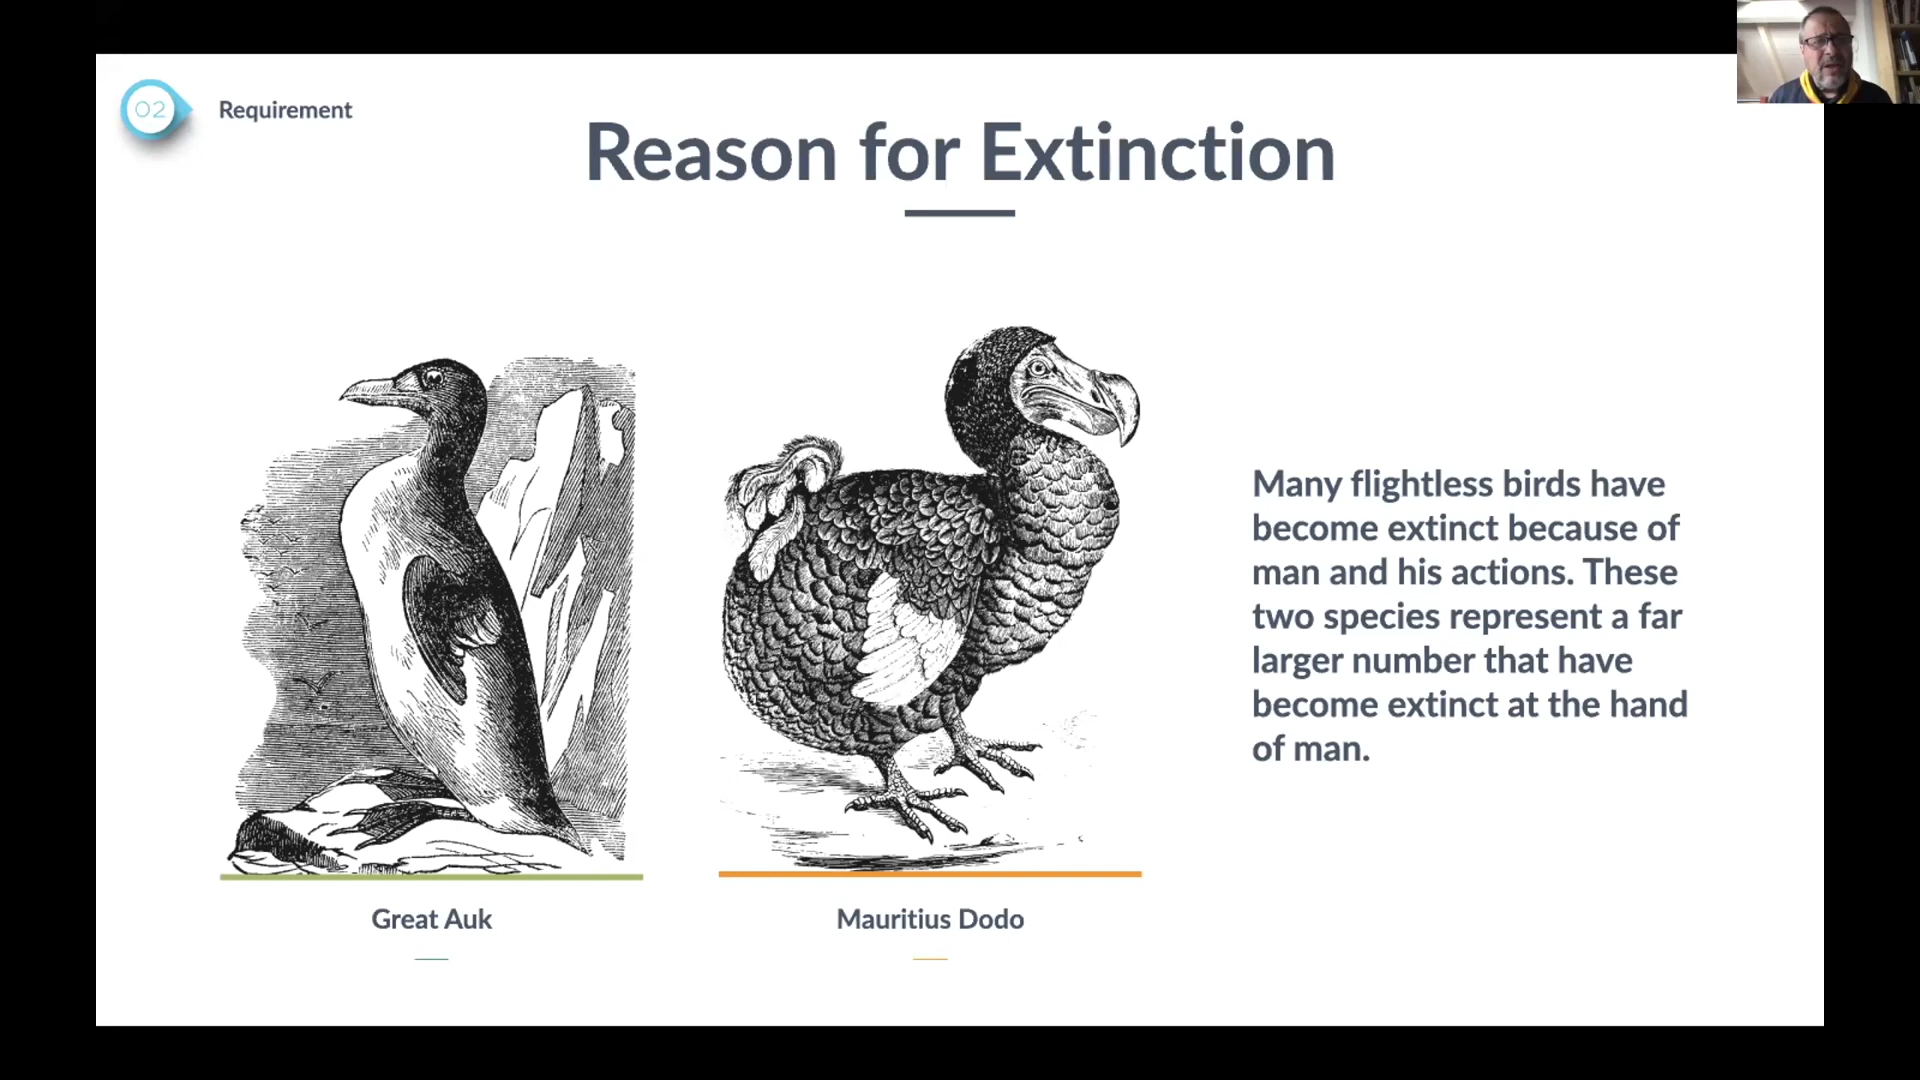 02
Requirement
Reason for Extinction
Many flightless birds have
become extinct because of
man and his actions. These
two species represent a far
larger number that have
become extinct at the hand
of man.
Great Auk
Mauritius Dodo